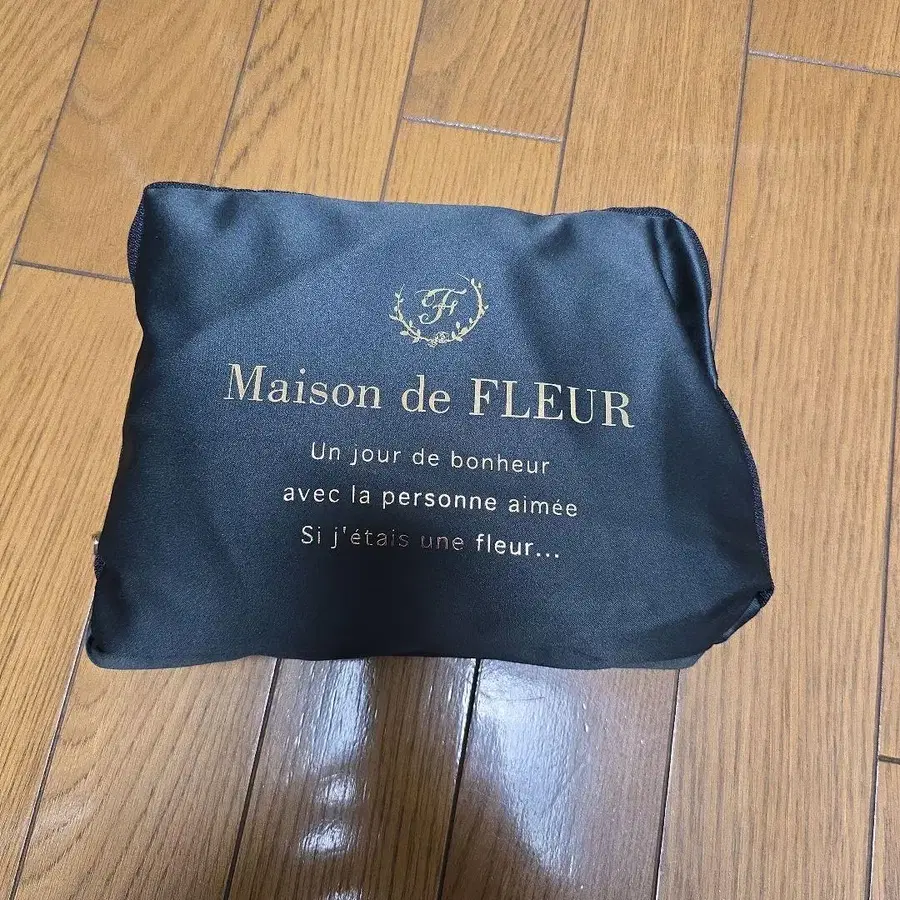 F
Maison de FLEUR
Un jour de bonheur
avec la personne aimée
Si j'étais une fleur...